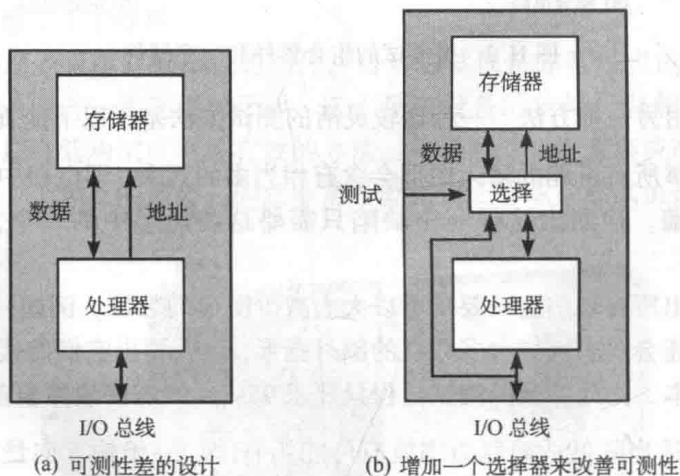 存储器
数据
地址
处理器
I/O 总线
(a) 可测性差的设计
存储器
数据
地址
测试
选择
处理器
I/O 总线
(b) 增加一个选择器来改善可测性